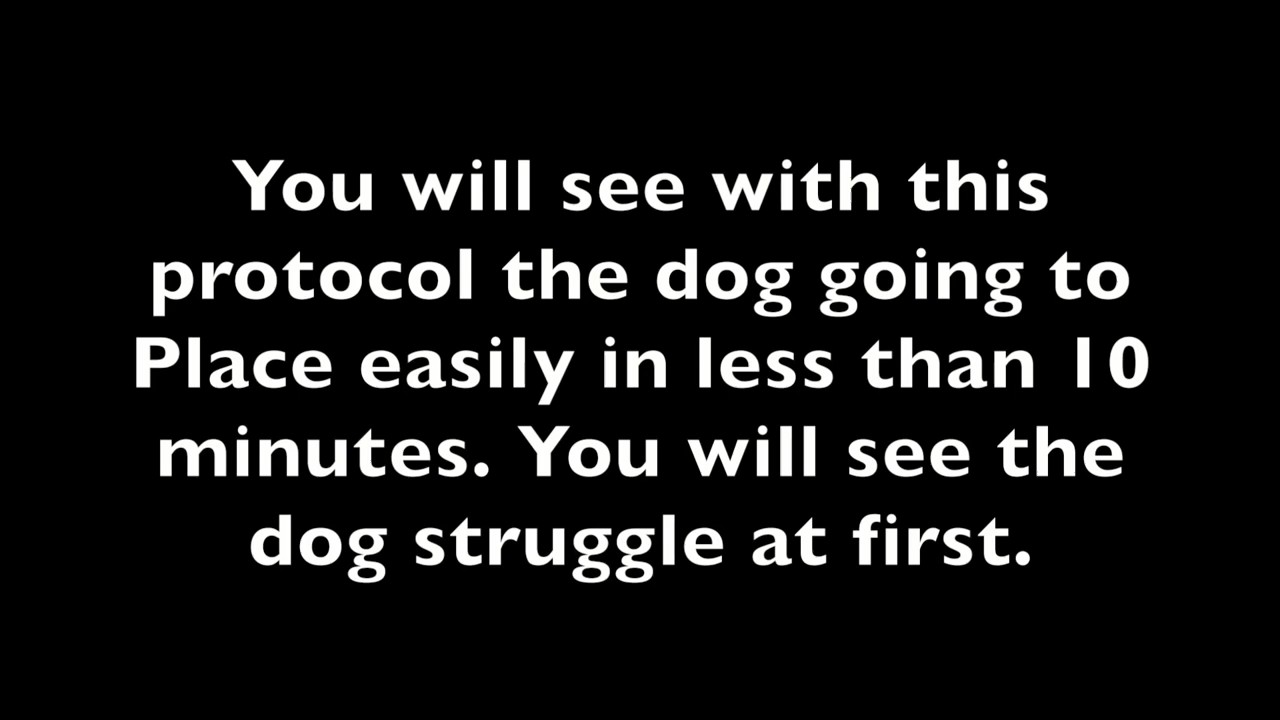 You will see with this
protocol the dog going to
Place easily in less than 10
minutes. You will see the
dog struggle at first.